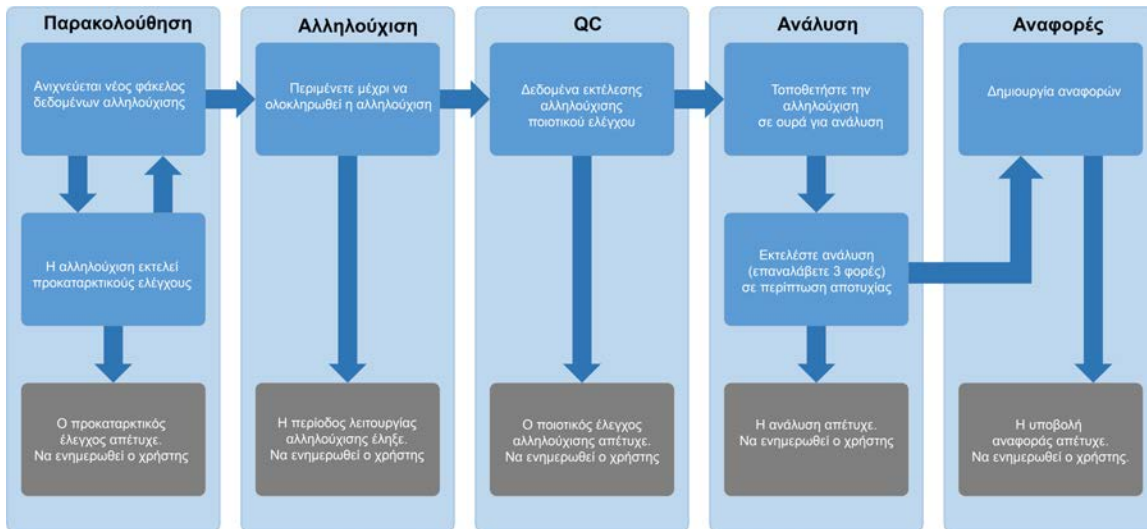 Παρακολούθηση
Ανιχνεύεται νέος φάκελος
δεδομένων αλληλούχισης
Η αλληλούχιση εκτελεί
προκαταρκτικούς ελέγχους
Ο προκαταρκτικός
έλεγχος απέτυχε.
Να ενημερωθεί ο χρήστης
Αλληλούχιση
Περιμένετε μέχρι να
ολοκληρωθεί η αλληλούχιση
Η περίοδος λειτουργίας
αλληλούχισης έληξε.
Να ενημερωθεί ο χρήστης
QC
Δεδομένα εκτέλεσης
αλληλούχισης
ποιοτικού ελέγχου
Ο ποιοτικός έλεγχος
αλληλούχισης απέτυχε.
Να ενημερωθεί ο χρήστης
Ανάλυση
Τοποθετήστε την
αλληλούχιση
σε ουρά για ανάλυση
Εκτελέστε ανάλυση
(επαναλάβετε 3 φορές)
σε περίπτωση αποτυχίας
Η ανάλυση απέτυχε.
Να ενημερωθεί ο χρήστης
Αναφορές
Δημιουργία αναφορών
Η υποβολή
αναφοράς απέτυχε.
Να ενημερωθεί ο χρήστης.